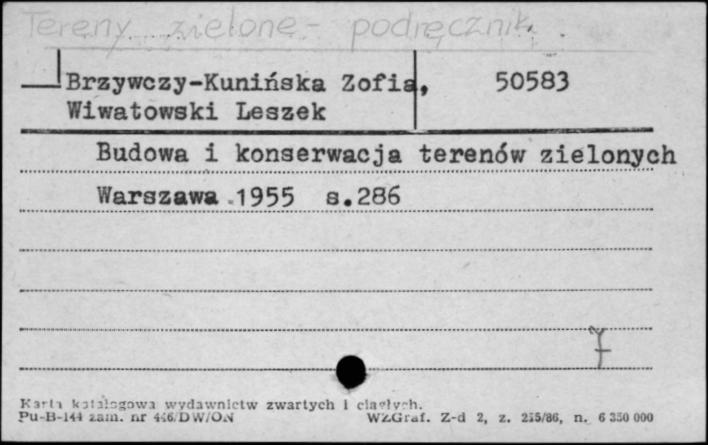 Tereny zielone - podręcznik.
Brzywczy-Kunińska Zofia, 50583
Wiwatowski Leszek
Budowa i konserwacja terenów zielonych
Warszawa 1955 s.286
Karta katalogowa wydawnictw zwartych i ciągłych.
Pu-B-144 zam. nr 446/DW/ON WZGraf. Z-d 2, z. 215/86, n. 6 350 000